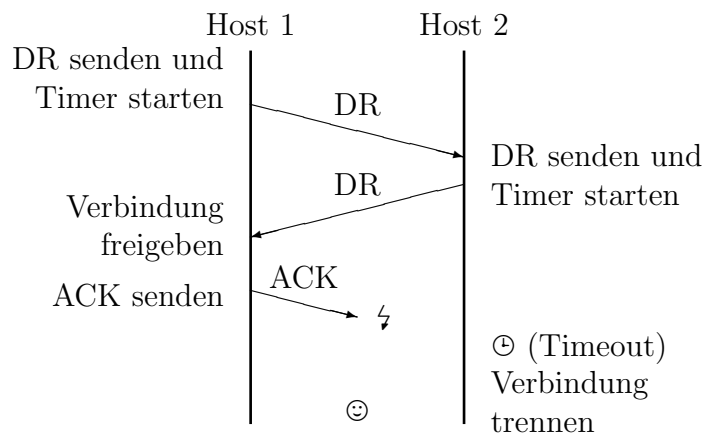 Host 1
Host 2
DR senden und
Timer starten
DR
DR senden und
Timer starten
DR
Verbindung
freigeben
ACK
ACK senden
(Timeout)
Verbindung
trennen